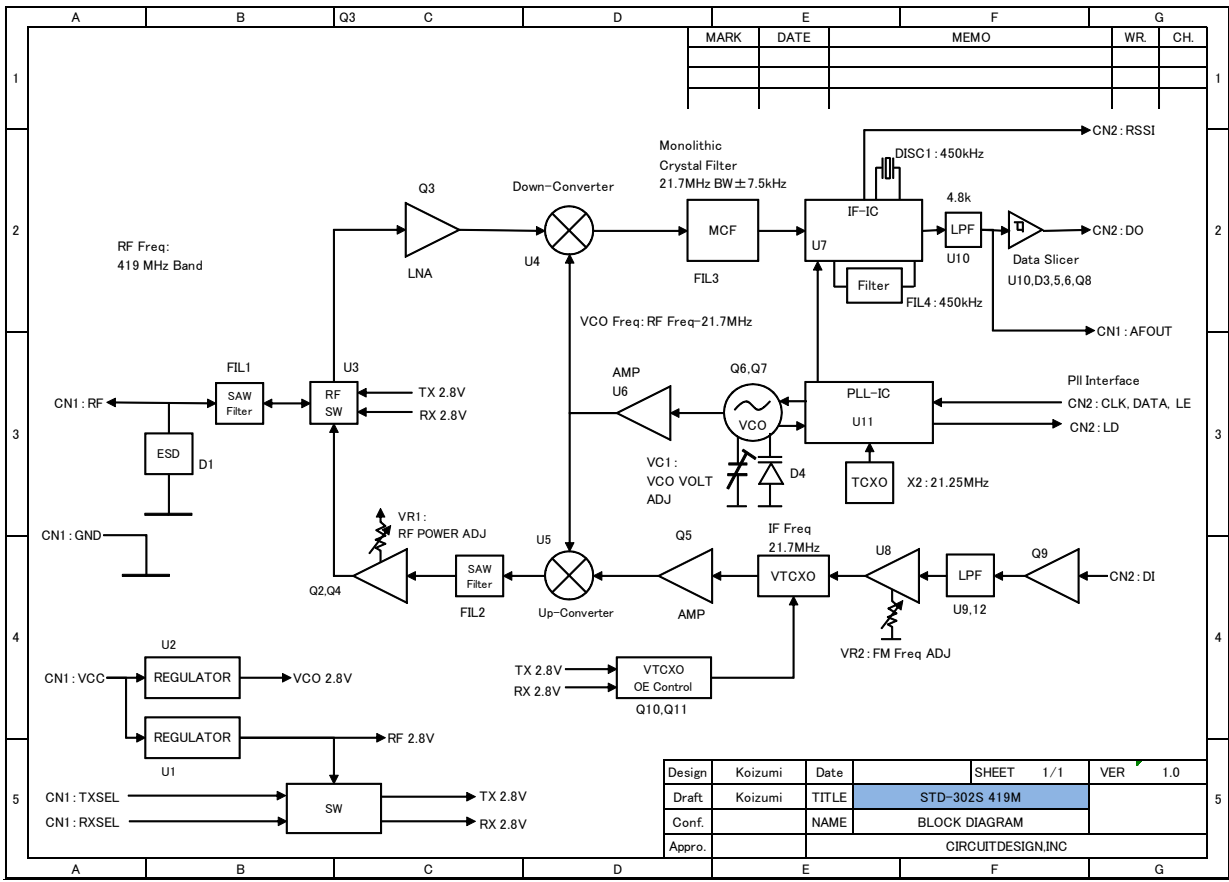 A B Q3 C D E F G
MARK DATE MEMO WR. CH.
1 1
CN2:RSSI
Monolithic
Crystal Filter
21.7MHz BW±7.5kHz
DISC1:450kHz
Q3
Down-Converter
IF-IC
4.8k
2 2
RF Freq:
419 MHz Band
LNA
U4
MCF
FIL3
U7
LPF
U10
CN2:DO
Data Slicer
U10,D3,5,6,Q8
Filter
FIL4:450kHz
VCO Freq:RF Freq-21.7MHz
CN1:AFOUT
FIL1
U3
AMP
U6
Q6,Q7
PLL-IC
Pll Interface
CN1:RF
SAW
Filter
RF
SW
TX 2.8V
RX 2.8V
VCO
U11
CN2:CLK, DATA, LE
CN2:LD
3 3
ESD
D1
VC1:
VCO VOLT
ADJ
D4
TCXO
X2:21.25MHz
CN1:GND
VR1:
RF POWER ADJ
U5
Q5
IF Freq
21.7MHz
U8
Q9
SAW
Filter
VTCXO
LPF
CN2:DI
Q2,Q4
FIL2
Up-Converter
AMP
U9,12
4 4
VR2:FM Freq ADJ
U2
CN1:VCC
REGULATOR
VCO 2.8V
TX 2.8V
RX 2.8V
VTCXO
OE Control
Q10,Q11
REGULATOR
RF 2.8V
U1
5 5
CN1:TXSEL
CN1:RXSEL
SW
TX 2.8V
RX 2.8V
Design Koizumi Date SHEET 1/1 VER 1.0
Draft Koizumi TITLE STD-302S 419M
Conf. NAME BLOCK DIAGRAM
Appro. CIRCUITDESIGN,INC
A B C D E F G